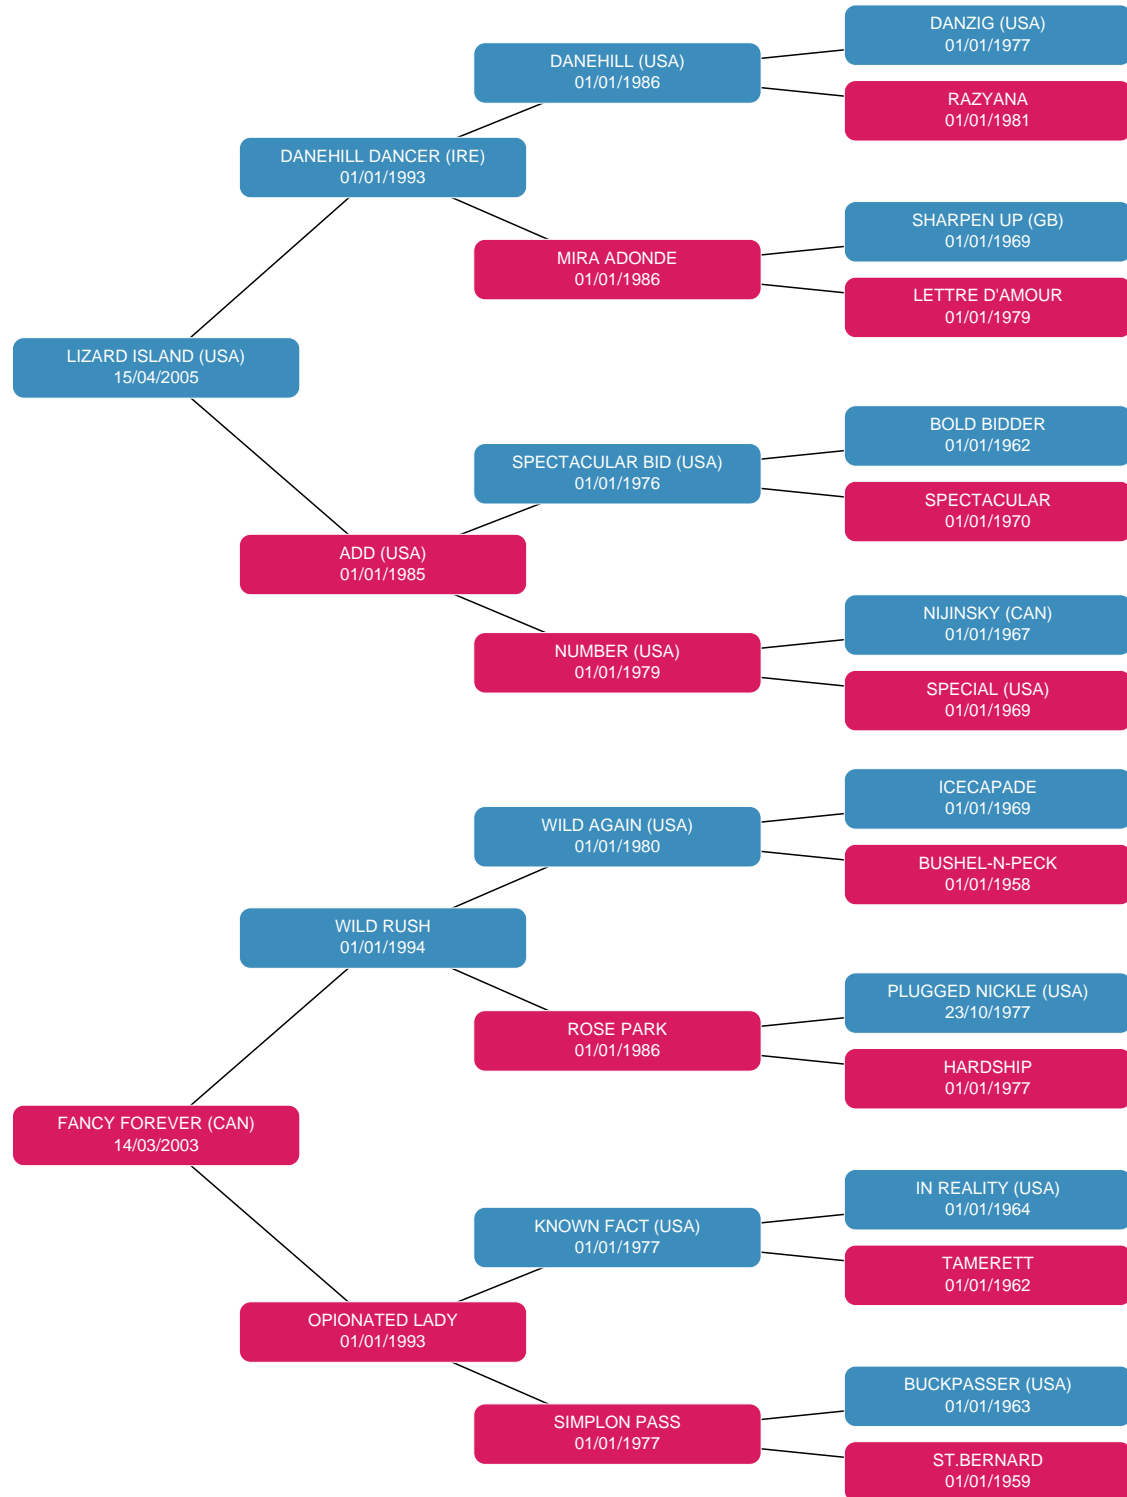 DANZIG (USA)
01/01/1977
DANEHILL (USA)
01/01/1986
RAZYANA
01/01/1981
DANEHILL DANCER (IRE)
01/01/1993
SHARPEN UP (GB)
01/01/1969
MIRA ADONDE
01/01/1986
LETTRE D'AMOUR
01/01/1979
LIZARD ISLAND (USA)
15/04/2005
BOLD BIDDER
01/01/1962
SPECTACULAR BID (USA)
01/01/1976
SPECTACULAR
01/01/1970
ADD (USA)
01/01/1985
NIJINSKY (CAN)
01/01/1967
NUMBER (USA)
01/01/1979
SPECIAL (USA)
01/01/1969
ICECAPADE
01/01/1969
WILD AGAIN (USA)
01/01/1980
BUSHEL-N-PECK
01/01/1958
WILD RUSH
01/01/1994
PLUGGED NICKLE (USA)
23/10/1977
ROSE PARK
01/01/1986
HARDSHIP
01/01/1977
FANCY FOREVER (CAN)
14/03/2003
IN REALITY (USA)
01/01/1964
KNOWN FACT (USA)
01/01/1977
TAMERETT
01/01/1962
OPIONATED LADY
01/01/1993
BUCKPASSER (USA)
01/01/1963
SIMPLON PASS
01/01/1977
ST.BERNARD
01/01/1959